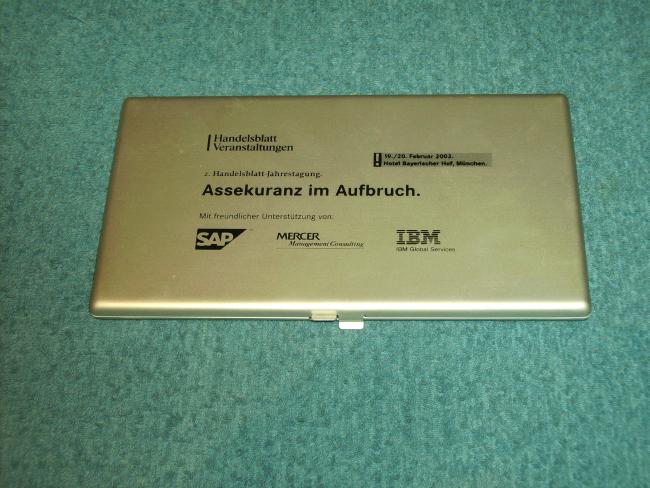 Handelsblatt
Veranstaltungen
19./20. Februar 2003.
Hotel Bayerischer Hof, München.
2. Handelsblatt-Jahrestagung.
Assekuranz im Aufbruch.
Mit freundlicher Unterstützung von:
SAP MERCER IBM
Management Consulting IBM Global Services